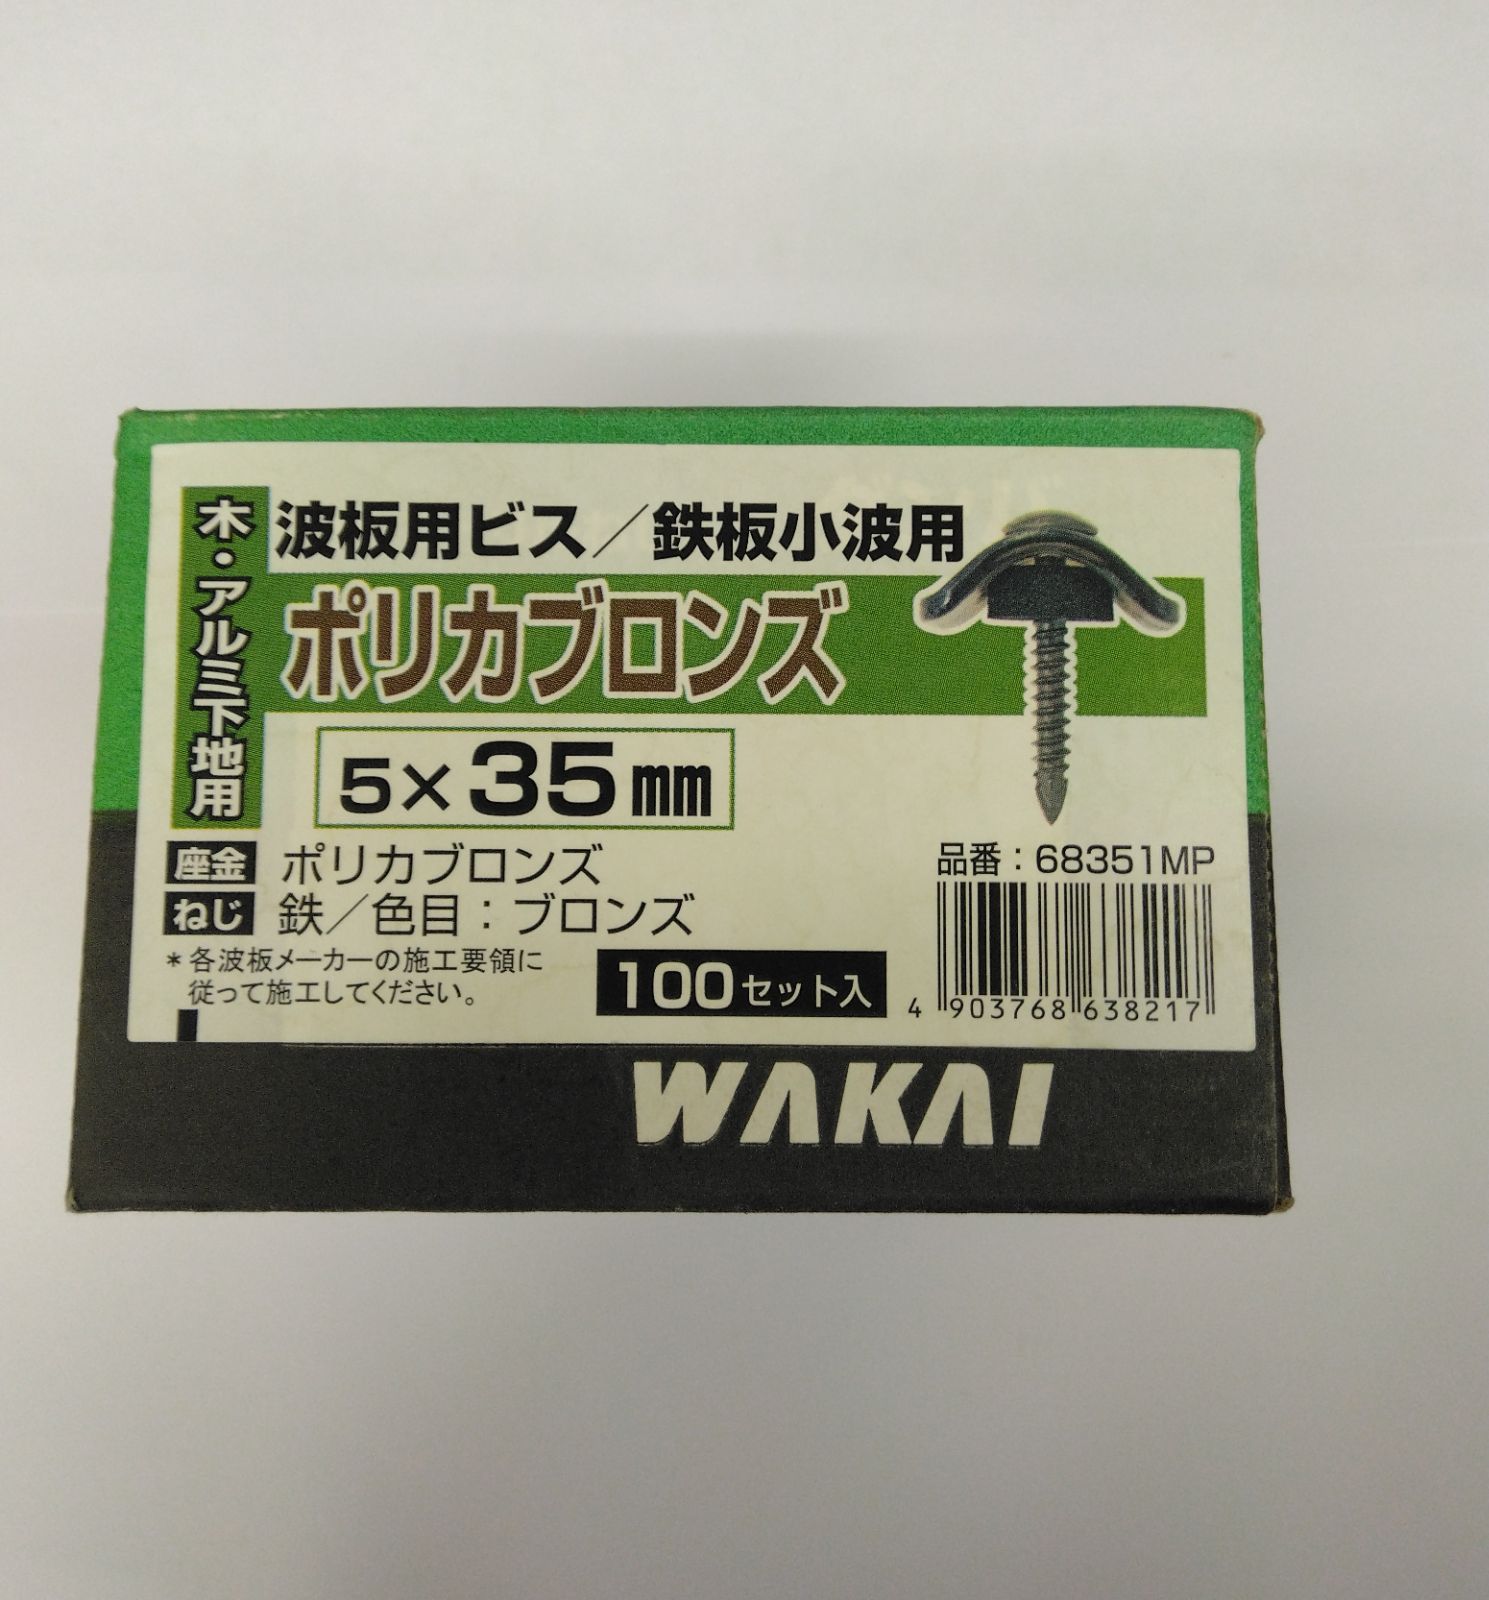 木・アルミ下地用
波板用ビス／鉄板小波用
ポリカブロンズ
5×35mm
座金 ポリカブロンズ
ねじ 鉄／色目：ブロンズ
＊各波板メーカーの施工要領に
従って施工してください。
100セット入
品番：68351MP
4 903768 638217
WAKAI